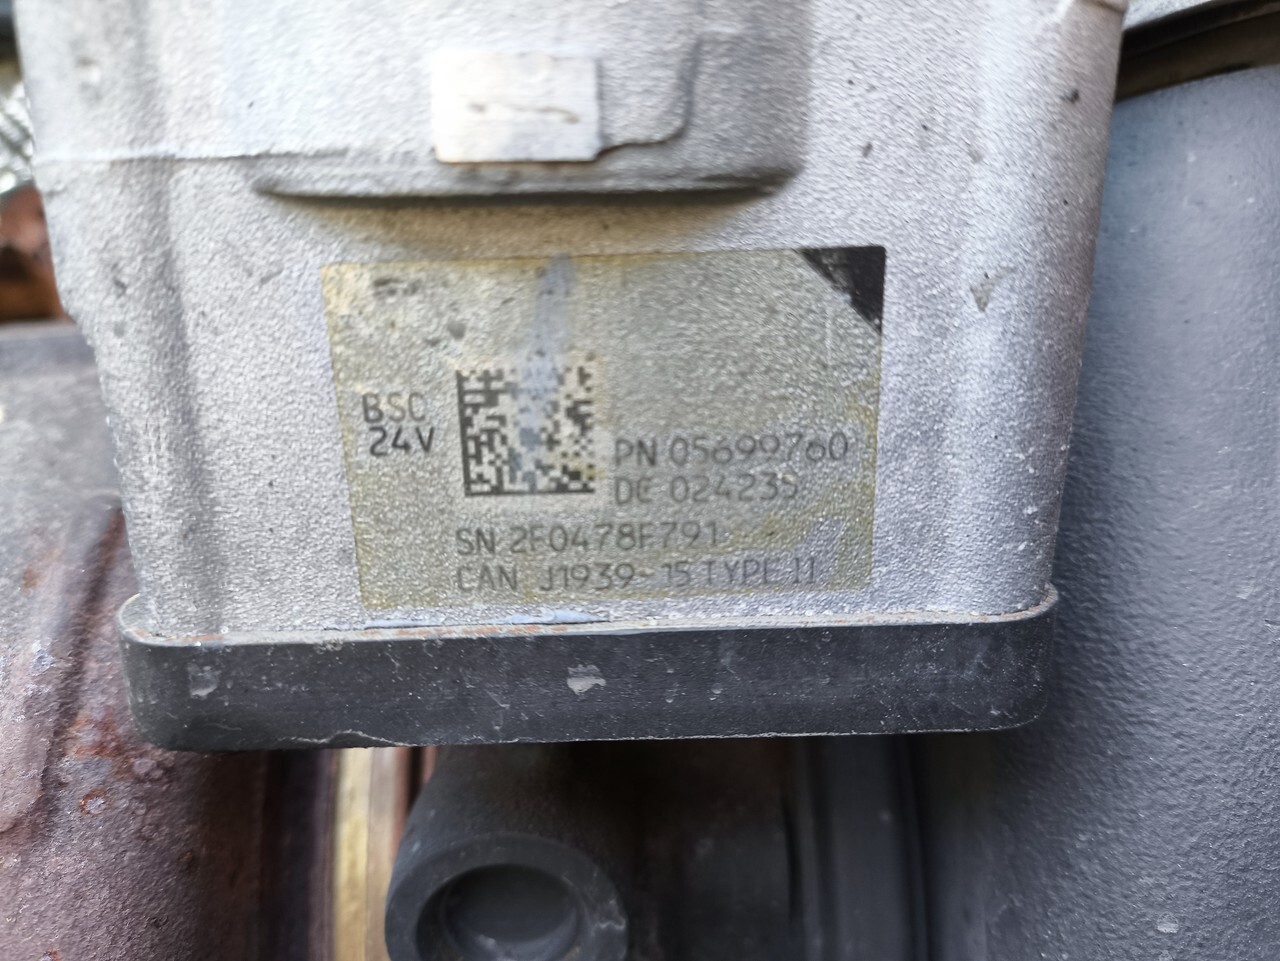 BSC
24V
PN 05699760
DC 024235
SN 2F0478F791
CAN J1939-15 TYPE II